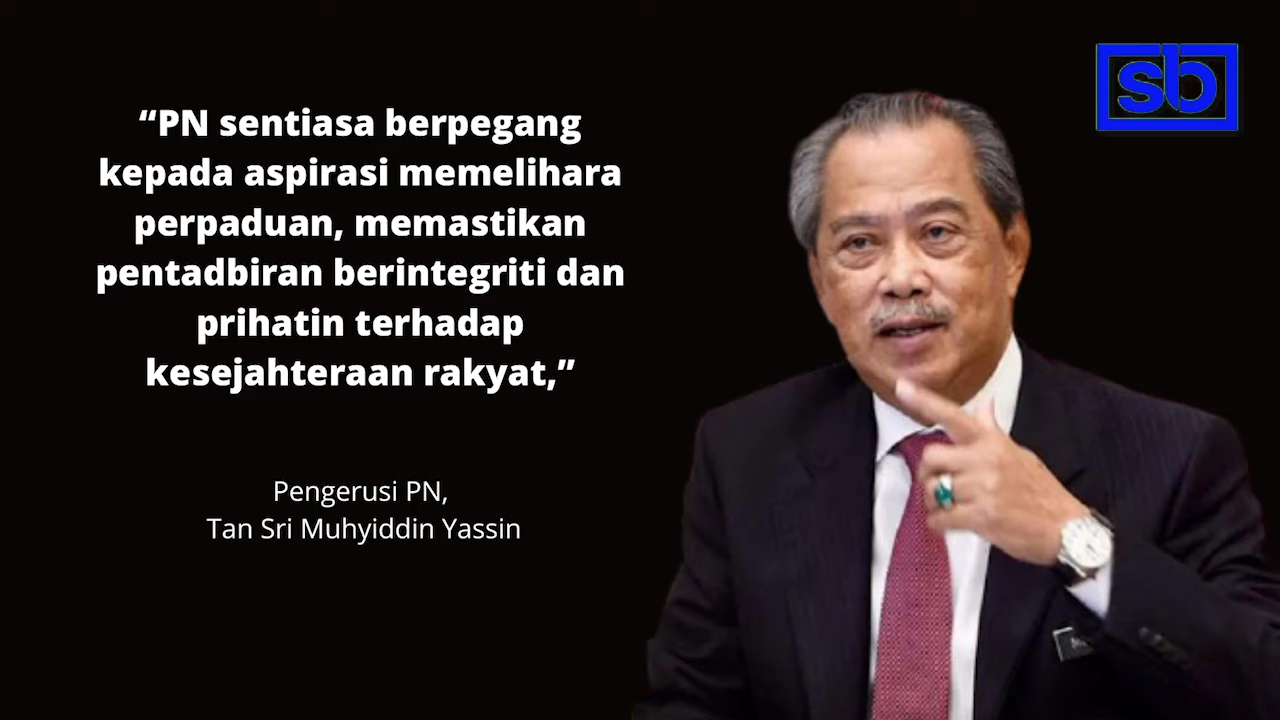 “PN sentiasa berpegang
kepada aspirasi memelihara
perpaduan, memastikan
pentadbiran berintegriti dan
prihatin terhadap
kesejahteraan rakyat,”
Pengerusi PN,
Tan Sri Muhyiddin Yassin
sb